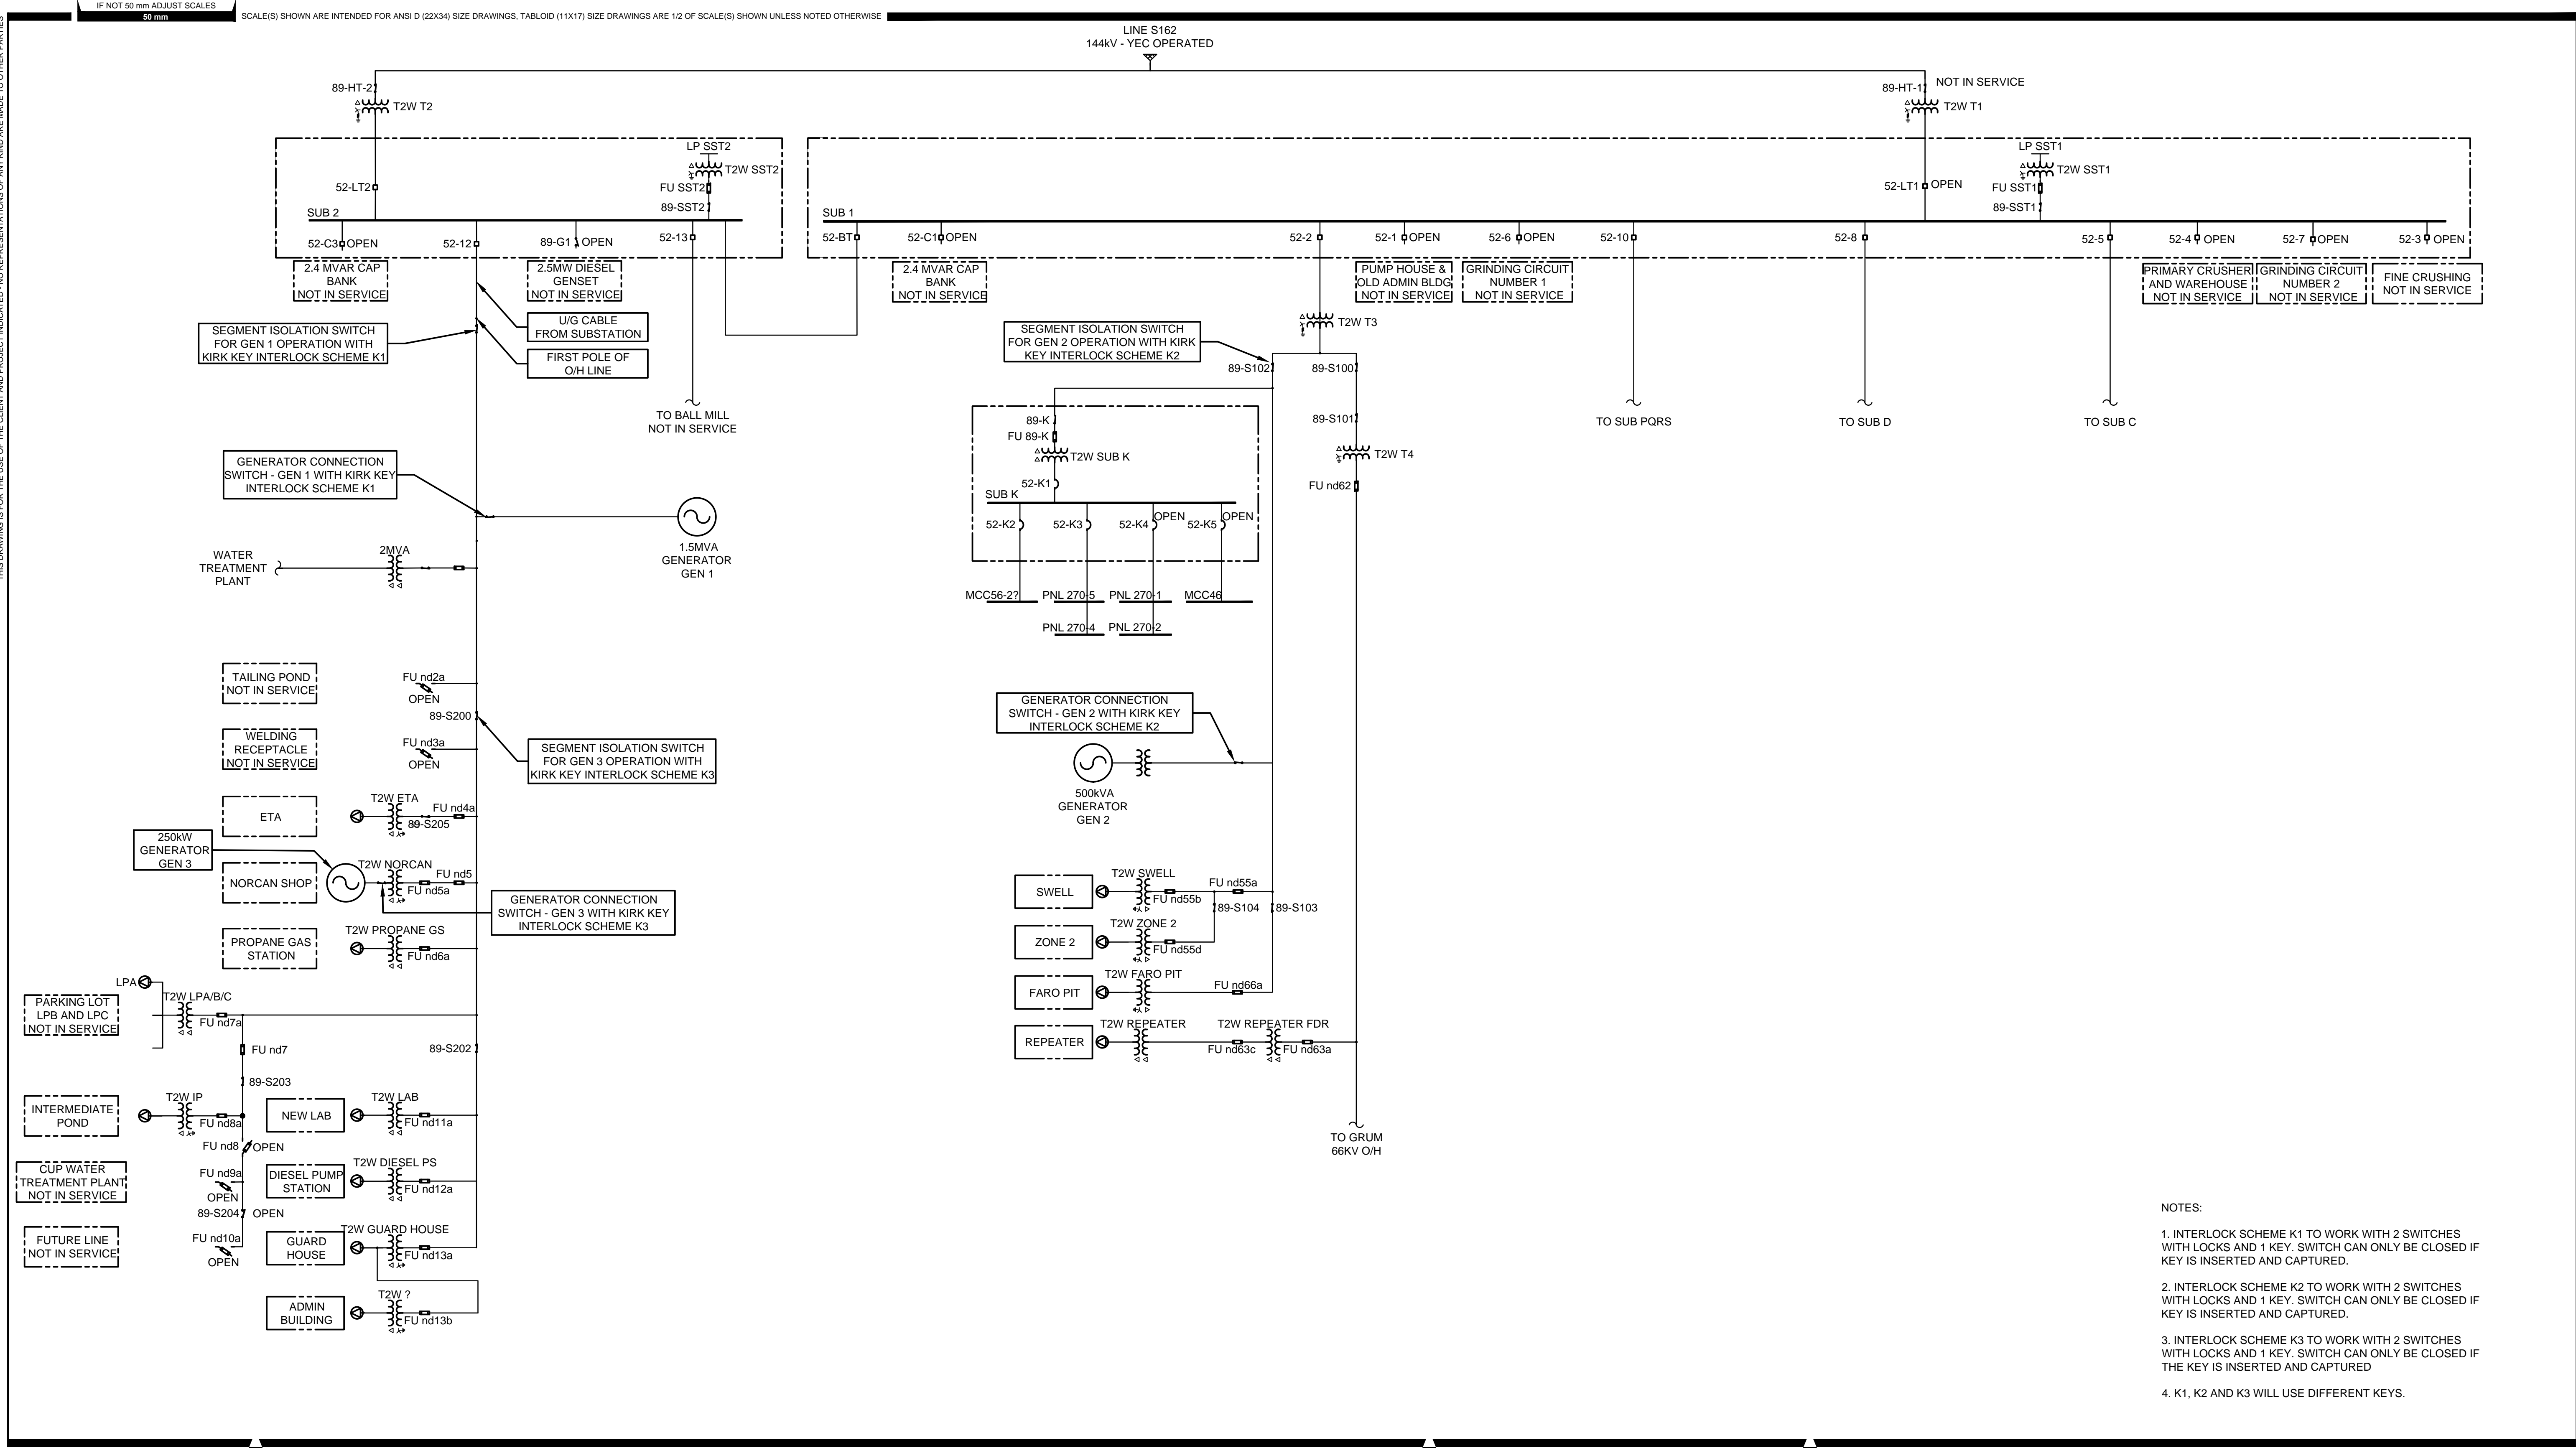 IF NOT 50 mm ADJUST SCALES
50 mm
SCALE(S) SHOWN ARE INTENDED FOR ANSI D (22X34) SIZE DRAWINGS, TABLOID (11X17) SIZE DRAWINGS ARE 1/2 OF SCALE(S) SHOWN UNLESS NOTED OTHERWISE
THIS DRAWING IS FOR THE USE OF THE CLIENT AND PROJECT INDICATED - NO REPRESENTATIONS OF ANY KIND ARE MADE TO OTHER PARTIES
LINE S162
144kV - YEC OPERATED
89-HT-2
T2W T2
89-HT-1
NOT IN SERVICE
T2W T1
LP SST2
T2W SST2
FU SST2
89-SST2
52-LT2
SUB 2
52-C3
OPEN
52-12
89-G1
OPEN
52-13
2.4 MVAR CAP
BANK
NOT IN SERVICE
2.5MW DIESEL
GENSET
NOT IN SERVICE
LP SST1
T2W SST1
FU SST1
89-SST1
52-LT1
OPEN
SUB 1
52-BT
52-C1
OPEN
52-2
52-1
OPEN
52-6
OPEN
52-10
52-8
52-5
52-4
OPEN
52-7
OPEN
52-3
OPEN
2.4 MVAR CAP
BANK
NOT IN SERVICE
PUMP HOUSE &
OLD ADMIN BLDG
NOT IN SERVICE
GRINDING CIRCUIT
NUMBER 1
NOT IN SERVICE
PRIMARY CRUSHER
AND WAREHOUSE
NOT IN SERVICE
GRINDING CIRCUIT
NUMBER 2
NOT IN SERVICE
FINE CRUSHING
NOT IN SERVICE
SEGMENT ISOLATION SWITCH
FOR GEN 1 OPERATION WITH
KIRK KEY INTERLOCK SCHEME K1
U/G CABLE
FROM SUBSTATION
FIRST POLE OF
O/H LINE
TO BALL MILL
NOT IN SERVICE
SEGMENT ISOLATION SWITCH
FOR GEN 2 OPERATION WITH KIRK
KEY INTERLOCK SCHEME K2
T2W T3
89-S102
89-S100
89-S101
T2W T4
FU nd62
TO SUB PQRS
TO SUB D
TO SUB C
89-K
FU 89-K
T2W SUB K
52-K1
SUB K
52-K2
52-K3
52-K4
OPEN
52-K5
OPEN
MCC56-2?
PNL 270-5
PNL 270-1
MCC46
PNL 270-4
PNL 270-2
GENERATOR CONNECTION
SWITCH - GEN 1 WITH KIRK KEY
INTERLOCK SCHEME K1
1.5MVA
GENERATOR
GEN 1
WATER
TREATMENT
PLANT
2MVA
TAILING POND
NOT IN SERVICE
FU nd2a
OPEN
89-S200
WELDING
RECEPTACLE
NOT IN SERVICE
FU nd3a
OPEN
SEGMENT ISOLATION SWITCH
FOR GEN 3 OPERATION WITH
KIRK KEY INTERLOCK SCHEME K3
ETA
T2W ETA
FU nd4a
89-S205
250kW
GENERATOR
GEN 3
NORCAN SHOP
T2W NORCAN
FU nd5
FU nd5a
GENERATOR CONNECTION
SWITCH - GEN 3 WITH KIRK KEY
INTERLOCK SCHEME K3
PROPANE GAS
STATION
T2W PROPANE GS
FU nd6a
LPA
PARKING LOT
LPB AND LPC
NOT IN SERVICE
T2W LPA/B/C
FU nd7a
FU nd7
89-S202
89-S203
INTERMEDIATE
POND
T2W IP
FU nd8a
FU nd8
OPEN
NEW LAB
T2W LAB
FU nd11a
CUP WATER
TREATMENT PLANT
NOT IN SERVICE
FU nd9a
OPEN
DIESEL PUMP
STATION
T2W DIESEL PS
FU nd12a
89-S204
OPEN
FUTURE LINE
NOT IN SERVICE
FU nd10a
OPEN
GUARD
HOUSE
T2W GUARD HOUSE
FU nd13a
ADMIN
BUILDING
T2W ?
FU nd13b
GENERATOR CONNECTION
SWITCH - GEN 2 WITH KIRK KEY
INTERLOCK SCHEME K2
500kVA
GENERATOR
GEN 2
SWELL
T2W SWELL
FU nd55b
FU nd55a
89-S104
89-S103
ZONE 2
T2W ZONE 2
FU nd55d
FARO PIT
T2W FARO PIT
FU nd66a
REPEATER
T2W REPEATER
FU nd63c
T2W REPEATER FDR
FU nd63a
TO GRUM
66KV O/H
NOTES:
1. INTERLOCK SCHEME K1 TO WORK WITH 2 SWITCHES
WITH LOCKS AND 1 KEY. SWITCH CAN ONLY BE CLOSED IF
KEY IS INSERTED AND CAPTURED.
2. INTERLOCK SCHEME K2 TO WORK WITH 2 SWITCHES
WITH LOCKS AND 1 KEY. SWITCH CAN ONLY BE CLOSED IF
KEY IS INSERTED AND CAPTURED.
3. INTERLOCK SCHEME K3 TO WORK WITH 2 SWITCHES
WITH LOCKS AND 1 KEY. SWITCH CAN ONLY BE CLOSED IF
THE KEY IS INSERTED AND CAPTURED
4. K1, K2 AND K3 WILL USE DIFFERENT KEYS.